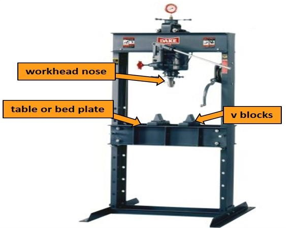 DAKE
workhead nose
table or bed plate
v blocks